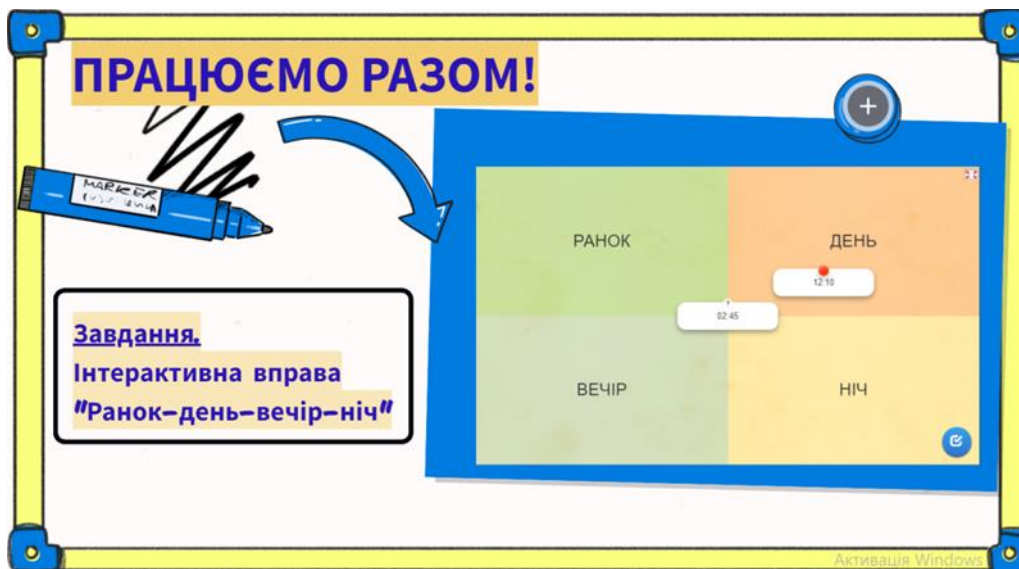 ПРАЦЮЄМО РАЗОМ!
MARKER
Завдання.
Інтерактивна вправа
"Ранок-день-вечір-ніч"
РАНОК
ДЕНЬ
12:10
02:45
ВЕЧІР
НІЧ
Активація Windows